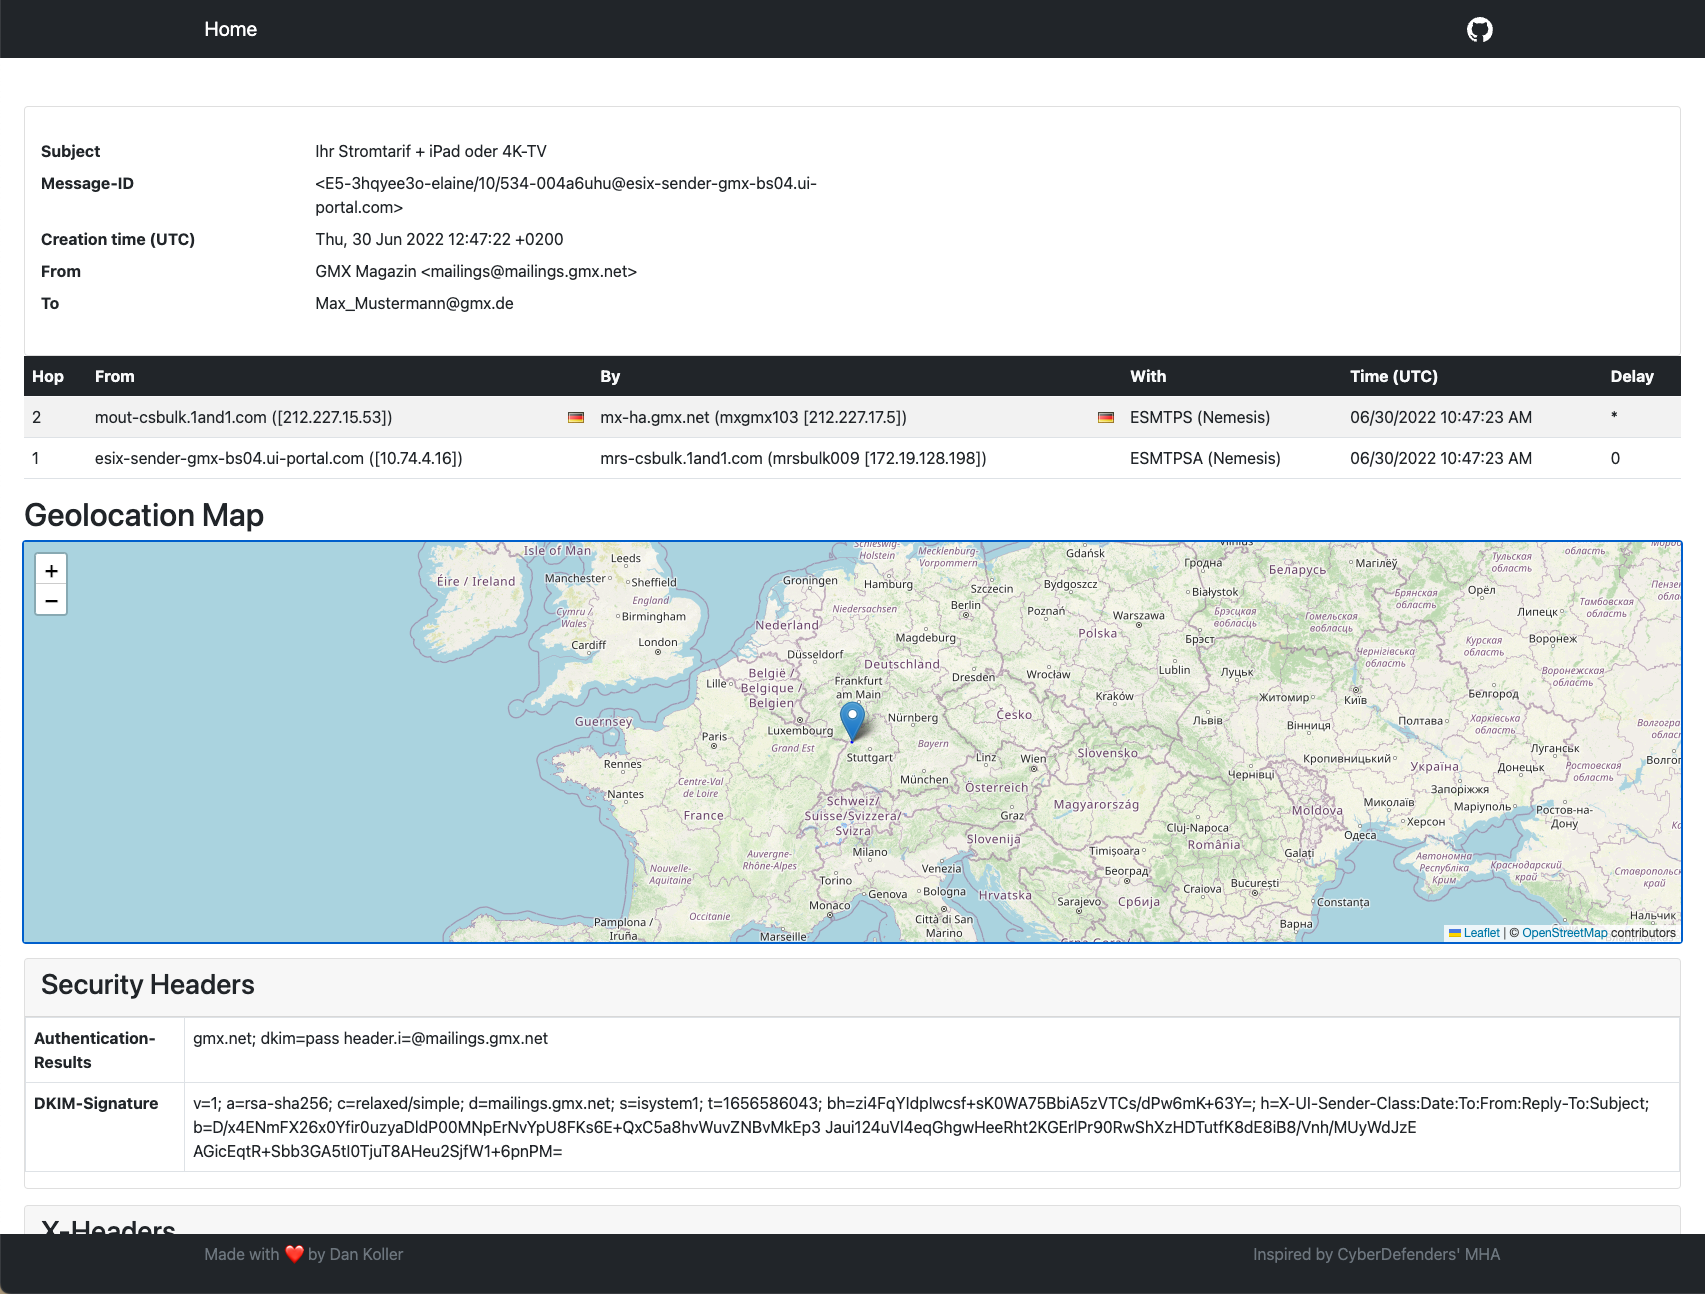 Home
Subject Ihr Stromtarif + iPad oder 4K-TV
Message-ID <E5-3hqyee3o-elaine/10/534-004a6uhu@esix-sender-gmx-bs04.ui-
portal.com>
Creation time (UTC) Thu, 30 Jun 2022 12:47:22 +0200
From GMX Magazin <mailings@mailings.gmx.net>
To Max_Mustermann@gmx.de
Hop From By With Time (UTC) Delay
2 mout-csbulk.1and1.com ([212.227.15.53]) mx-ha.gmx.net (mxgmx103 [212.227.17.5]) ESMTPS (Nemesis) 06/30/2022 10:47:23 AM *
1 esix-sender-gmx-bs04.ui-portal.com ([10.74.4.16]) mrs-csbulk.1and1.com (mrsbulk009 [172.19.128.198]) ESMTPSA (Nemesis) 06/30/2022 10:47:23 AM 0
Geolocation Map
+
−
Isle of Man
Leeds
Éire / Ireland
Manchester
Sheffield
England
Cymru /
Wales
Birmingham
Cardiff
London
Guernsey
Schleswig-
Holstein
Mecklenburg-
Vorpommern
Groningen
Hamburg
Szczecin
Gdańsk
Bydgoszcz
Niedersachsen
Berlin
Poznań
Nederland
Magdeburg
Warszawa
Polska
Düsseldorf
Deutschland
België /
Belgique /
Belgien
Lille
Frankfurt
am Main
Dresden
Wrocław
Lublin
Kraków
Luxembourg
Nürnberg
Česko
Paris
Grand Est
Bayern
Stuttgart
Rennes
Linz
Wien
Slovensko
München
Österreich
Nantes
Centre-Val
de Loire
France
Schweiz/
Suisse/Svizzera/
Svizra
Graz
Magyarország
Slovenija
Milano
Nouvelle-
Aquitaine
Auvergne-
Rhône-Alpes
Torino
Venezia
Genova
Bologna
Hrvatska
Monaco
Occitanie
Città di San
Marino
Pamplona /
Iruña
Marseille
Sarajevo
Србија
Београд
Timișoara
Cluj-Napoca
România
Craiova
București
Galați
Constanța
Варна
Crna Gora /
Vilnius
Гродна
Беларусь
Магілёў
Białystok
Брэсцкая
вобласць
Гомельская
вобласць
Брэст
Луцьк
Чернігівська
область
Житомир
Київ
Львів
Вінниця
Полтава
Харківська
область
Чернівці
Кропивницький
Україна
Луганськ
Донецьк
Запоріжжя
Миколаїв
Маріуполь
Moldova
Херсон
Одеса
Автономна
Республіка
Крим
Тульская
область
область
Брянская
область
Орёл
Липецк
Тамбовская
область
Курская
область
Воронеж
Воронежская
область
Белгород
Ростовская
область
Ростов-на-
Дону
Краснодарский
край
Ставропольский
край
Нальчик
Leaflet | © OpenStreetMap contributors
Security Headers
Authentication-
Results gmx.net; dkim=pass header.i=@mailings.gmx.net
DKIM-Signature v=1; a=rsa-sha256; c=relaxed/simple; d=mailings.gmx.net; s=isystem1; t=1656586043; bh=zi4FqYldplwcsf+sK0WA75BbiA5zVTCs/dPw6mK+63Y=; h=X-UI-Sender-Class:Date:To:From:Reply-To:Subject;
b=D/x4ENmFX26x0Yfir0uzyaDldP00MNpErNvYpU8FKs6E+QxC5a8hvWuvZNBvMkEp3 Jaui124uVl4eqGhgwHeeRht2KGErlPr90RwShXzHDTutfK8dE8iB8/Vnh/MUyWdJzE
AGicEqtR+Sbb3GA5tI0TjuT8AHeu2SjfW1+6pnPM=
X-Headers
Made with ❤️ by Dan Koller
Inspired by CyberDefenders' MHA